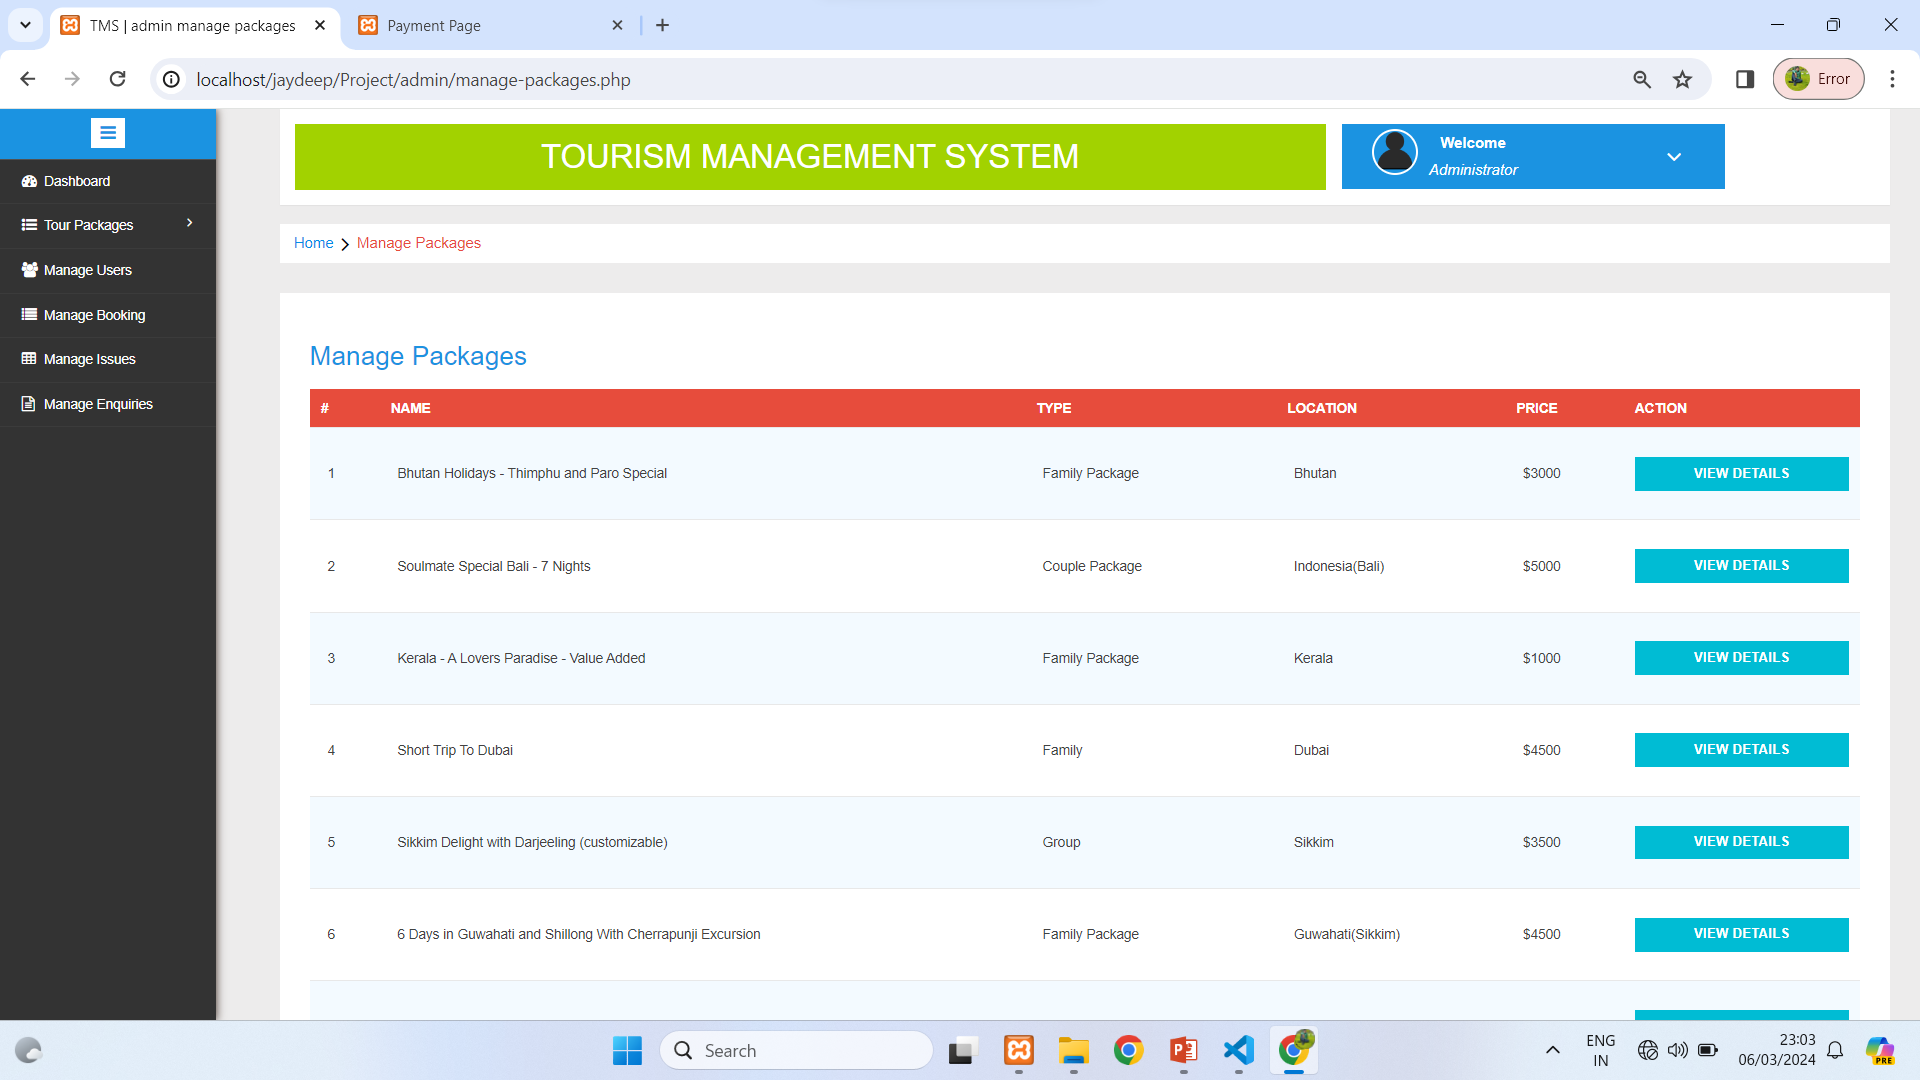 TMS | admin manage packages
Payment Page
localhost/jaydeep/Project/admin/manage-packages.php
Error
TOURISM MANAGEMENT SYSTEM
Welcome
Administrator
Dashboard
Tour Packages
Manage Users
Manage Booking
Manage Issues
Manage Enquiries
Home > Manage Packages
Manage Packages
# NAME TYPE LOCATION PRICE ACTION
1 Bhutan Holidays - Thimphu and Paro Special Family Package Bhutan $3000 VIEW DETAILS
2 Soulmate Special Bali - 7 Nights Couple Package Indonesia(Bali) $5000 VIEW DETAILS
3 Kerala - A Lovers Paradise - Value Added Family Package Kerala $1000 VIEW DETAILS
4 Short Trip To Dubai Family Dubai $4500 VIEW DETAILS
5 Sikkim Delight with Darjeeling (customizable) Group Sikkim $3500 VIEW DETAILS
6 6 Days in Guwahati and Shillong With Cherrapunji Excursion Family Package Guwahati(Sikkim) $4500 VIEW DETAILS
Search
ENG
IN
23:03
06/03/2024
PRE